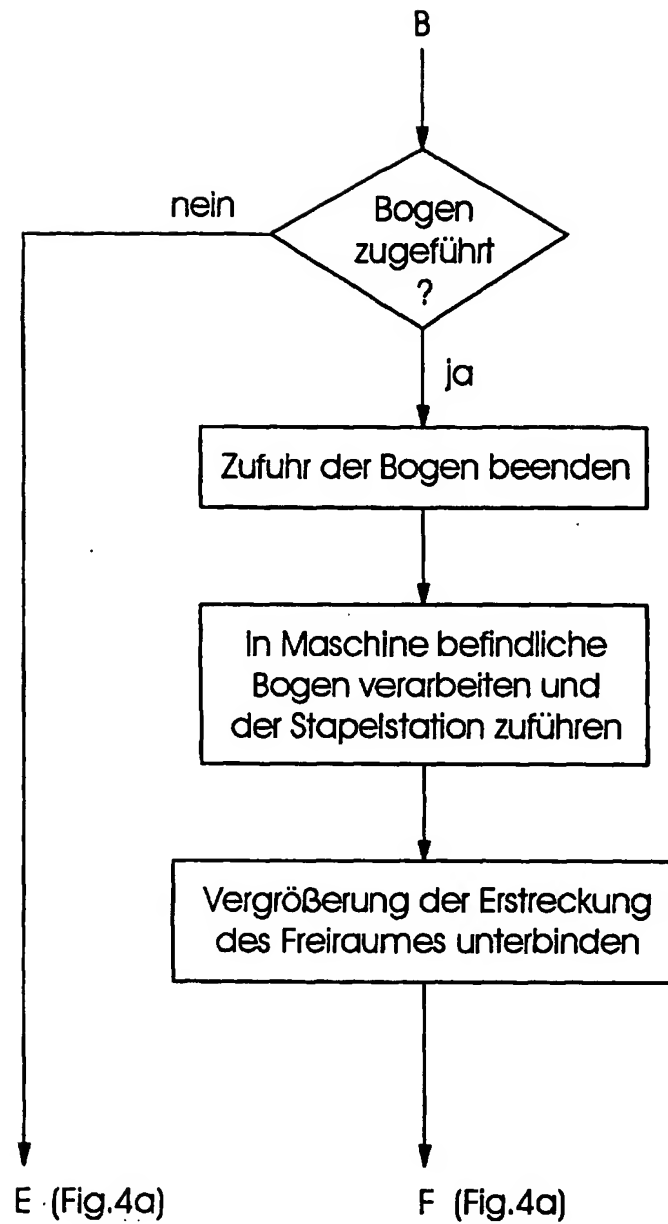 B
nein
Bogen
zugeführt
?
ja
Zufuhr der Bogen beenden
In Maschine befindliche
Bogen verarbeiten und
der Stapelstation zuführen
Vergrößerung der Erstreckung
des Freiraumes unterbinden
E (Fig.4a)
F (Fig.4a)